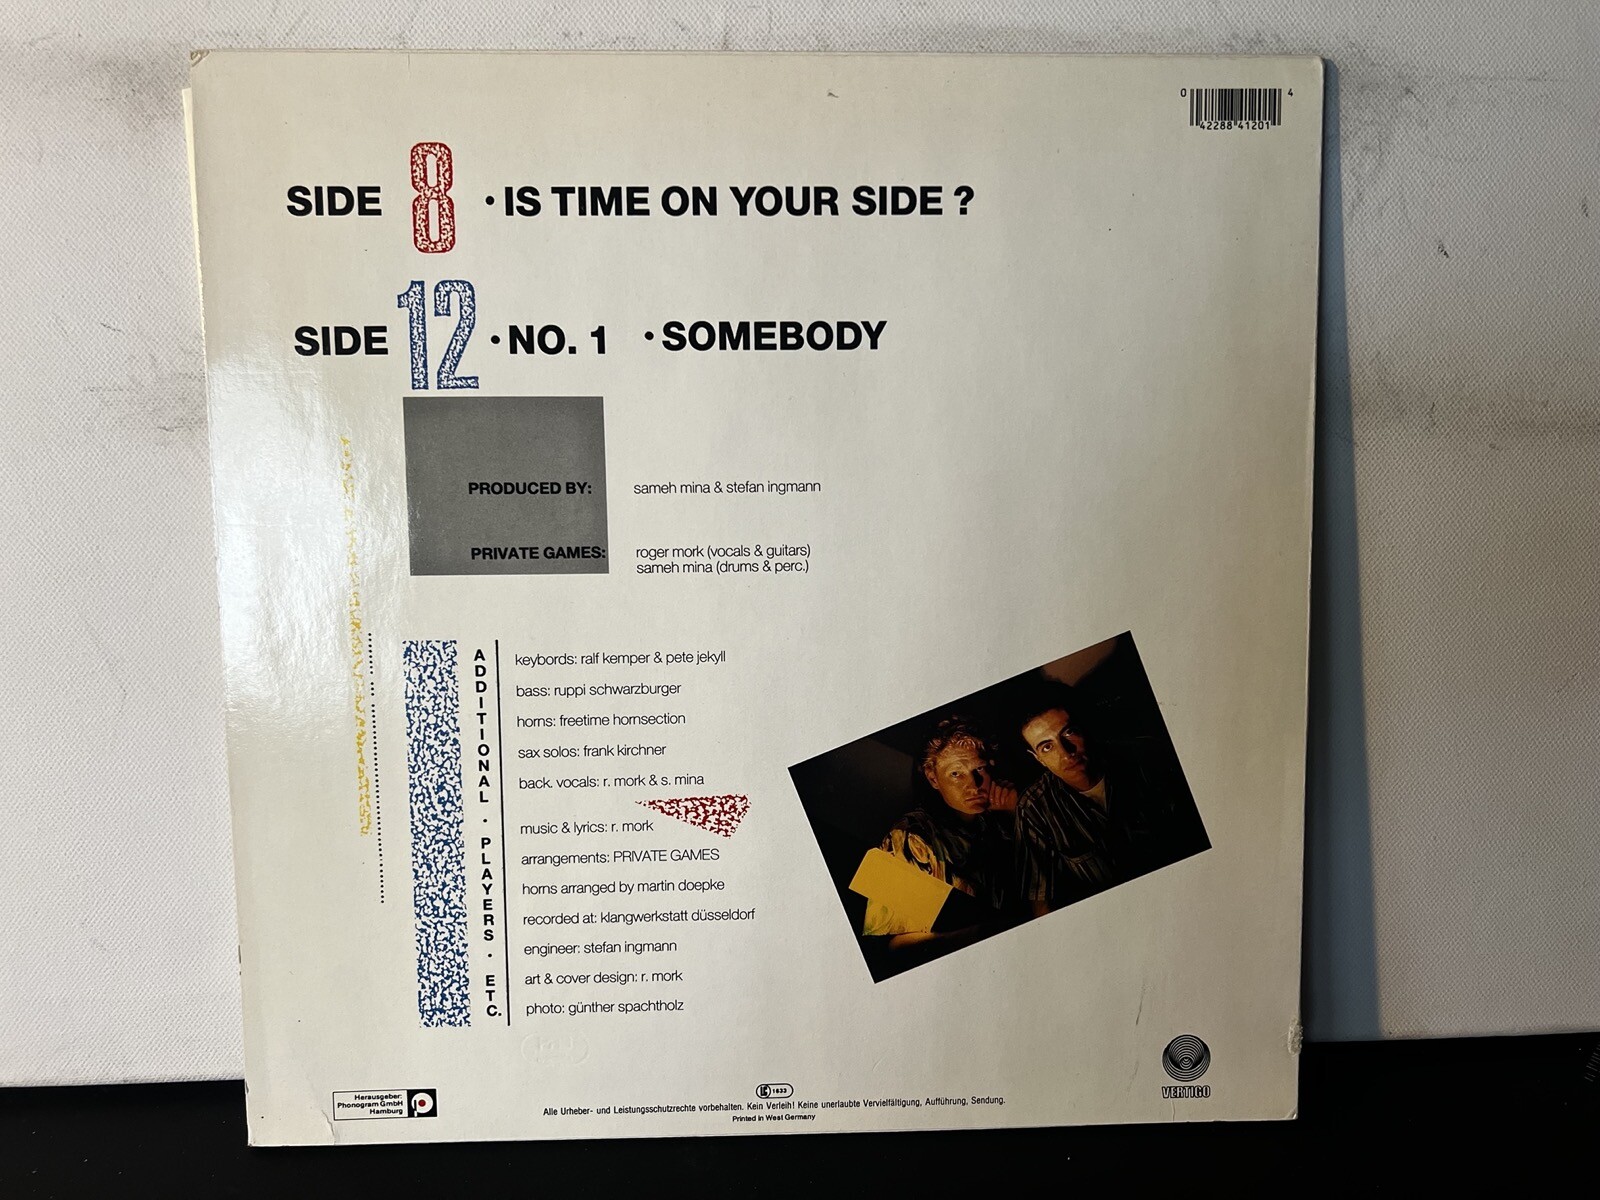 0 42288 41201 4
SIDE 8 • IS TIME ON YOUR SIDE ?
SIDE 12 • NO. 1 • SOMEBODY
PRODUCED BY: sameh mina & stefan ingmann
PRIVATE GAMES: roger mork (vocals & guitars)
sameh mina (drums & perc.)
ADDITIONAL • PLAYERS • ETC.
keybords: ralf kemper & pete jekyll
bass: ruppi schwarzburger
horns: freetime hornsection
sax solos: frank kirchner
back. vocals: r. mork & s. mina
music & lyrics: r. mork
arrangements: PRIVATE GAMES
horns arranged by martin doepke
recorded at: klangwerkstatt düsseldorf
engineer: stefan ingmann
art & cover design: r. mork
photo: günther spachtholz
Herausgeber:
Phonogram GmbH
Hamburg
LC 1633
Alle Urheber- und Leistungsschutzrechte vorbehalten. Kein Verleih! Keine unerlaubte Vervielfältigung, Aufführung, Sendung.
Printed in West Germany
VERTIGO